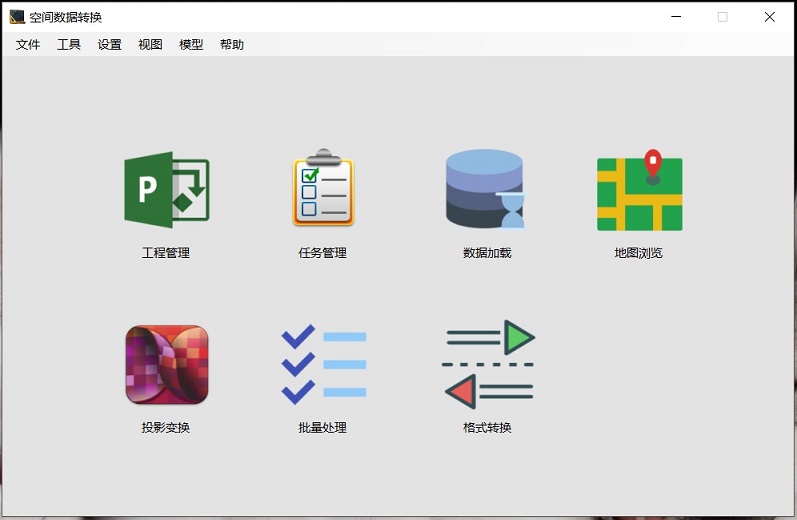 空间数据转换
文件 工具 设置 视图 模型 帮助
P
工程管理 任务管理 数据加载 地图浏览
投影变换 批量处理 格式转换